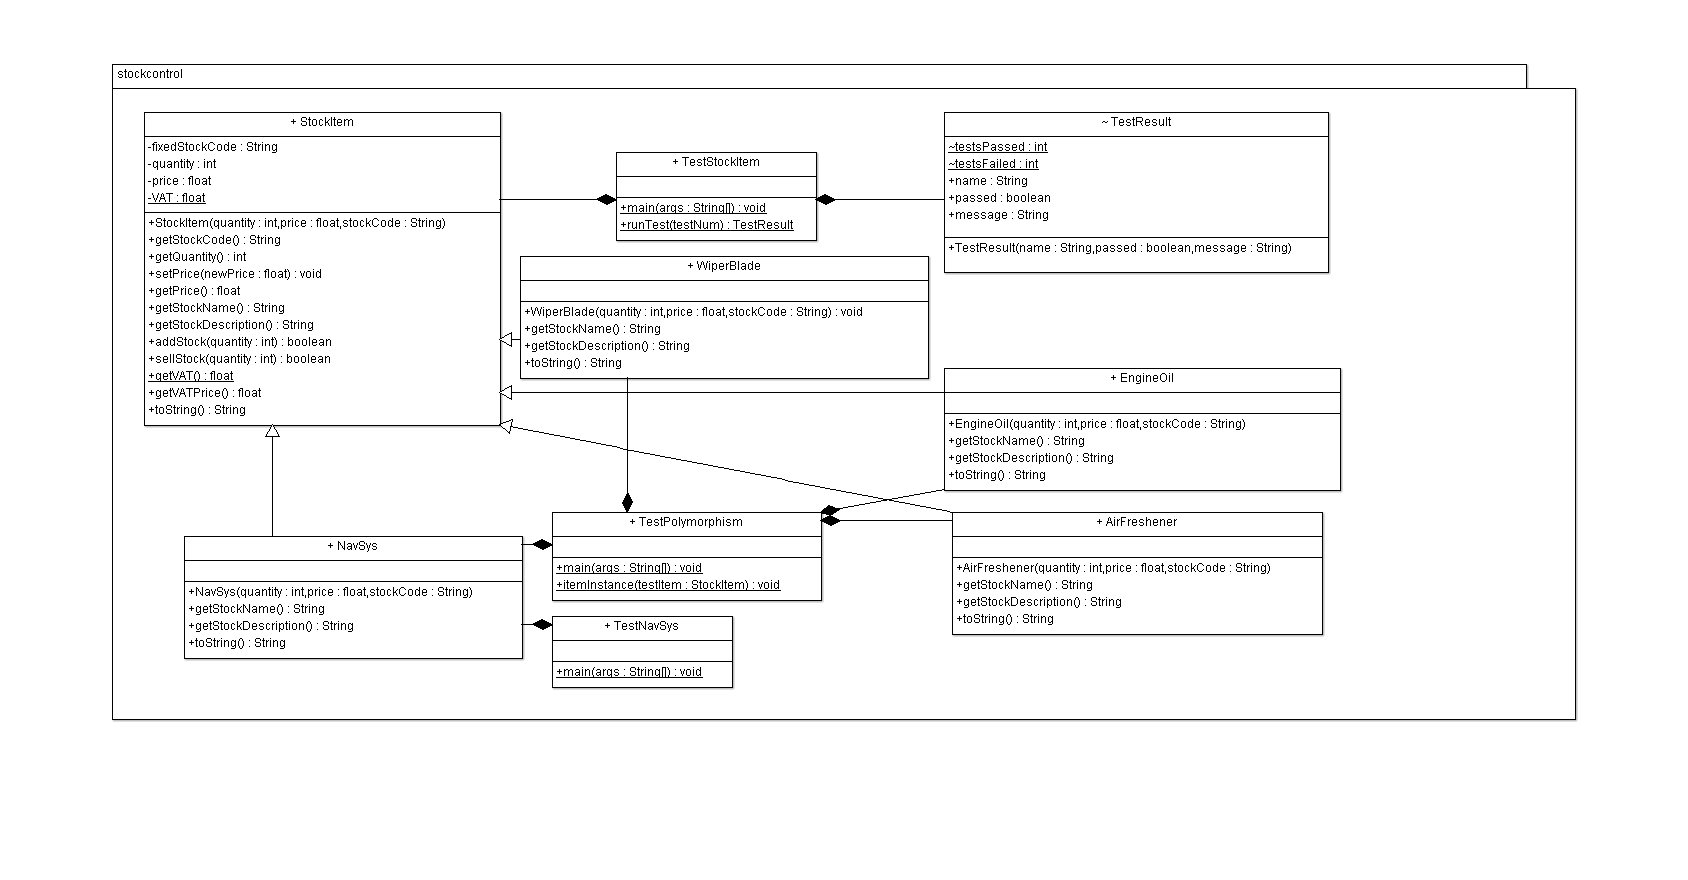 stockcontrol
+ StockItem
-fixedStockCode : String
-quantity : int
-price : float
-VAT : float
+StockItem(quantity : int,price : float,stockCode : String)
+getStockCode() : String
+getQuantity() : int
+setPrice(newPrice : float) : void
+getPrice() : float
+getStockName() : String
+getStockDescription() : String
+addStock(quantity : int) : boolean
+sellStock(quantity : int) : boolean
+getVAT() : float
+getVATPrice() : float
+toString() : String
+ TestStockItem
+main(args : String[]) : void
+runTest(testNum) : TestResult
~ TestResult
~testsPassed : int
~testsFailed : int
+name : String
+passed : boolean
+message : String
+TestResult(name : String,passed : boolean,message : String)
+ WiperBlade
+WiperBlade(quantity : int,price : float,stockCode : String) : void
+getStockName() : String
+getStockDescription() : String
+toString() : String
+ EngineOil
+EngineOil(quantity : int,price : float,stockCode : String)
+getStockName() : String
+getStockDescription() : String
+toString() : String
+ NavSys
+NavSys(quantity : int,price : float,stockCode : String)
+getStockName() : String
+getStockDescription() : String
+toString() : String
+ TestPolymorphism
+main(args : String[]) : void
+itemInstance(testItem : StockItem) : void
+ AirFreshener
+AirFreshener(quantity : int,price : float,stockCode : String)
+getStockName() : String
+getStockDescription() : String
+toString() : String
+ TestNavSys
+main(args : String[]) : void